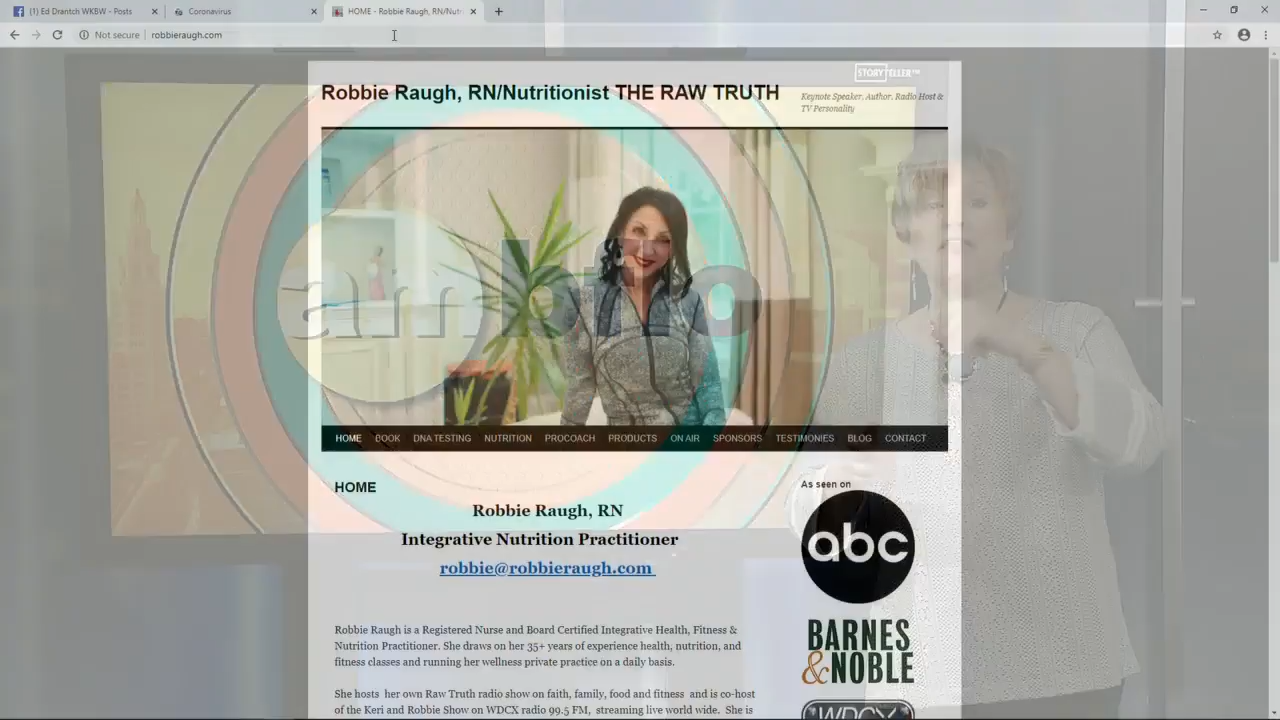 (1) Ed Drantch WKBW - Posts
Coronavirus
HOME - Robbie Raugh, RN/Nutr
Not secure
robbieraugh.com
Robbie Raugh, RN/Nutritionist THE RAW TRUTH
STORYTELLER™
Keynote Speaker, Author, Radio Host &
TV Personality
am bflo
HOME BOOK DNA TESTING NUTRITION PROCOACH PRODUCTS ON AIR SPONSORS TESTIMONIES BLOG CONTACT
HOME
Robbie Raugh, RN
Integrative Nutrition Practitioner
robbie@robbieraugh.com
Robbie Raugh is a Registered Nurse and Board Certified Integrative Health, Fitness &
Nutrition Practitioner. She draws on her 35+ years of experience health, nutrition, and
fitness classes and running her wellness private practice on a daily basis.
She hosts her own Raw Truth radio show on faith, family, food and fitness and is co-host
of the Keri and Robbie Show on WDCX radio 99.5 FM, streaming live world wide. She is
As seen on
abc
BARNES
&NOBLE
WDCX